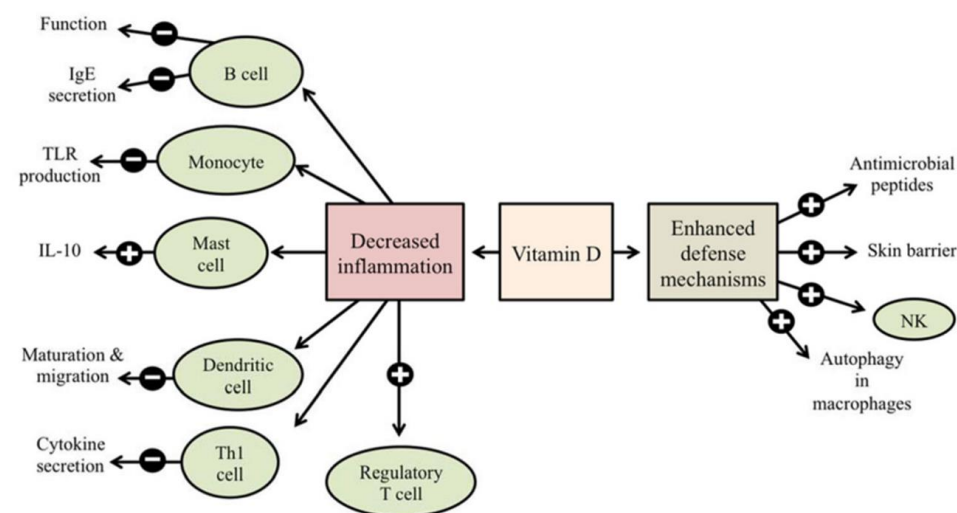 Function
IgE
secretion
B cell
TLR
production
Monocyte
IL-10
Mast
cell
Maturation &
migration
Dendritic
cell
Cytokine
secretion
Th1
cell
Regulatory
T cell
Decreased
inflammation
Vitamin D
Enhanced
defense
mechanisms
Antimicrobial
peptides
Skin barrier
NK
Autophagy
in
macrophages